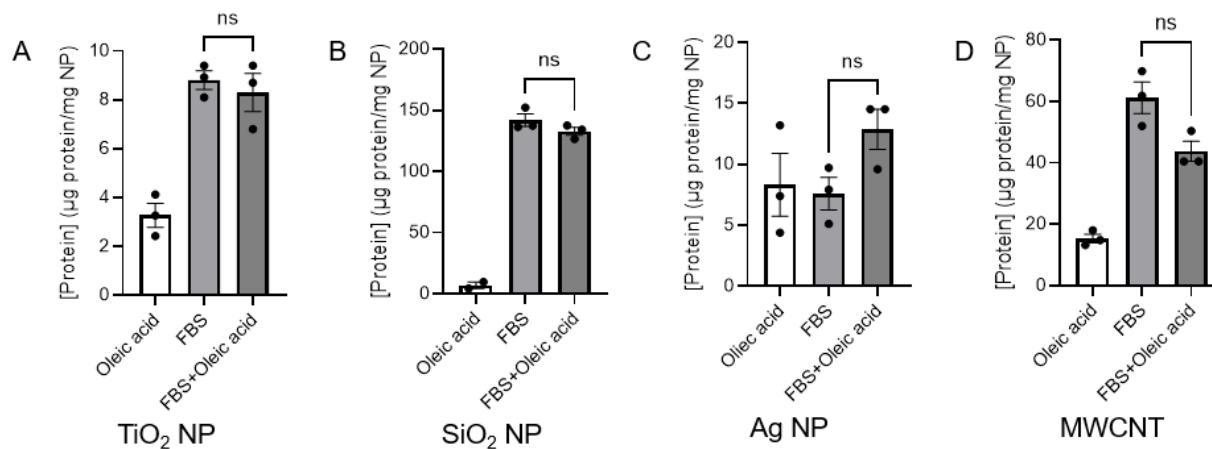 A
ns
[Protein] (µg protein/mg NP)
10
8
6
4
2
0
Oleic acid
FBS
FBS+Oleic acid
TiO₂ NP
B
ns
[Protein] (µg protein/mg NP)
200
150
100
50
0
Oleic acid
FBS
FBS+Oleic acid
SiO₂ NP
C
ns
[Protein] (µg protein/mg NP)
20
15
10
5
0
Oliec acid
FBS
FBS+Oleic acid
Ag NP
D
ns
[Protein] (µg protein/mg NP)
80
60
40
20
0
Oleic acid
FBS
FBS+Oleic acid
MWCNT